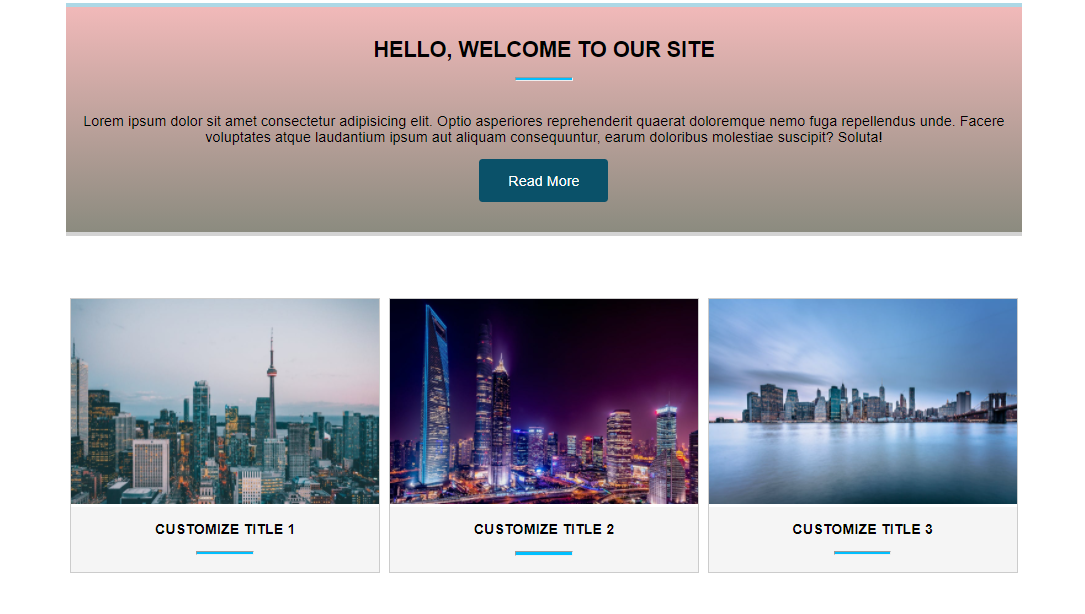 HELLO, WELCOME TO OUR SITE
Lorem ipsum dolor sit amet consectetur adipisicing elit. Optio asperiores reprehenderit quaerat doloremque nemo fuga repellendus unde. Facere
voluptates atque laudantium ipsum aut aliquam consequuntur, earum doloribus molestiae suscipit? Soluta!
Read More
CUSTOMIZE TITLE 1
CUSTOMIZE TITLE 2
CUSTOMIZE TITLE 3